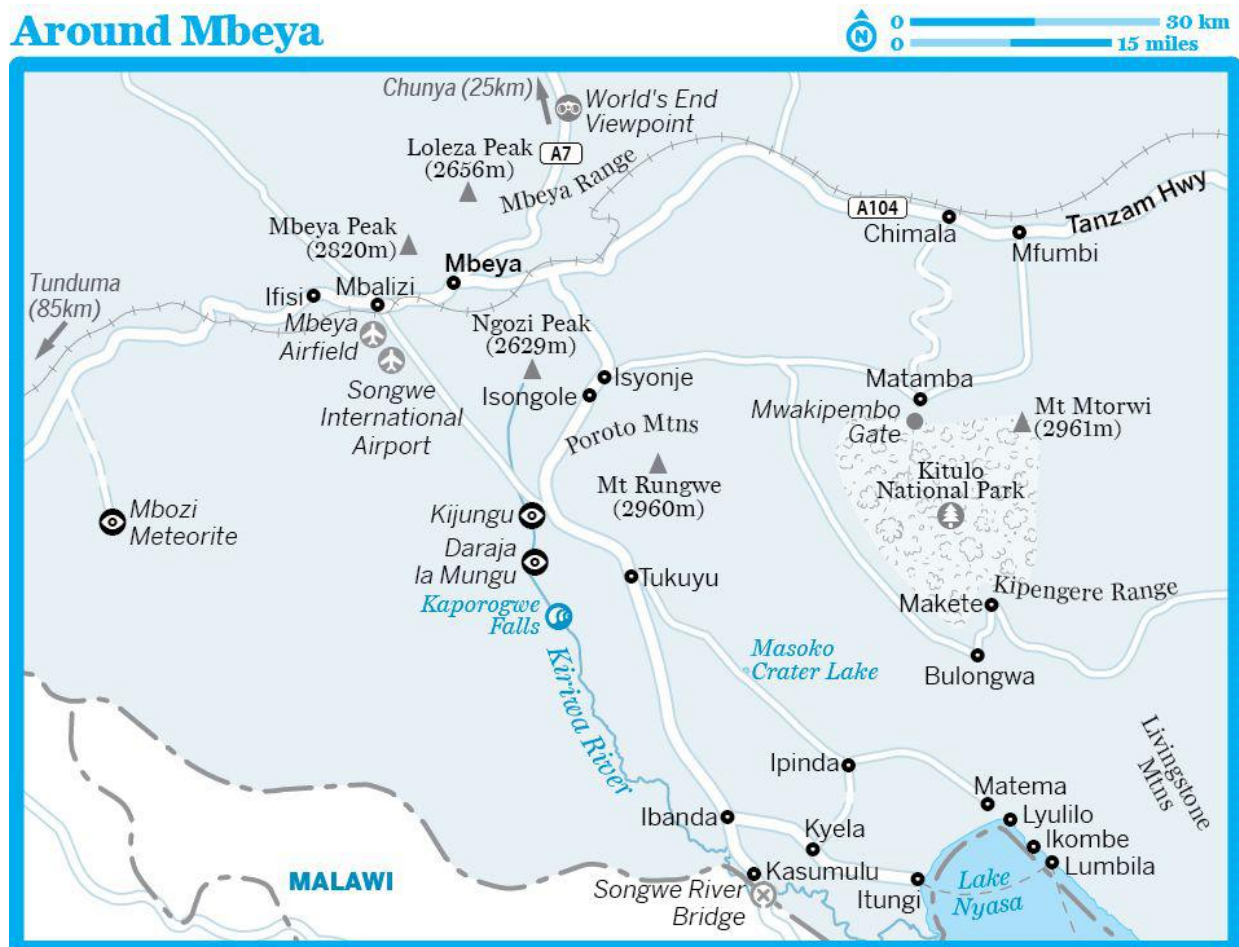 Around Mbeya
N
0 30 km
0 15 miles
Chunya (25km)
World's End
Viewpoint
Loleza Peak
(2656m)
A7
Mbeya Range
A104
Tanzam Hwy
Chimala
Mfumbi
Mbeya Peak
(2820m)
Mbeya
Tunduma
(85km)
Ifisi
Mbalizi
Mbeya
Airfield
Ngozi Peak
(2629m)
Songwe
International
Airport
Isyonje
Isongole
Matamba
Mwakipembo
Gate
Mt Mtorwi
(2961m)
Poroto Mtns
Mt Rungwe
(2960m)
Kitulo
National Park
Mbozi
Meteorite
Kijungu
Daraja
la Mungu
Tukuyu
Kaporogwe
Falls
Makete
Kipengere Range
Kiriwa River
Masoko
Crater Lake
Bulongwa
Livingstone
Mtns
Ipinda
Matema
Lyulilo
Ibanda
Kyela
Ikombe
Lumbila
Kasumulu
MALAWI
Songwe River
Bridge
Itungi
Lake
Nyasa